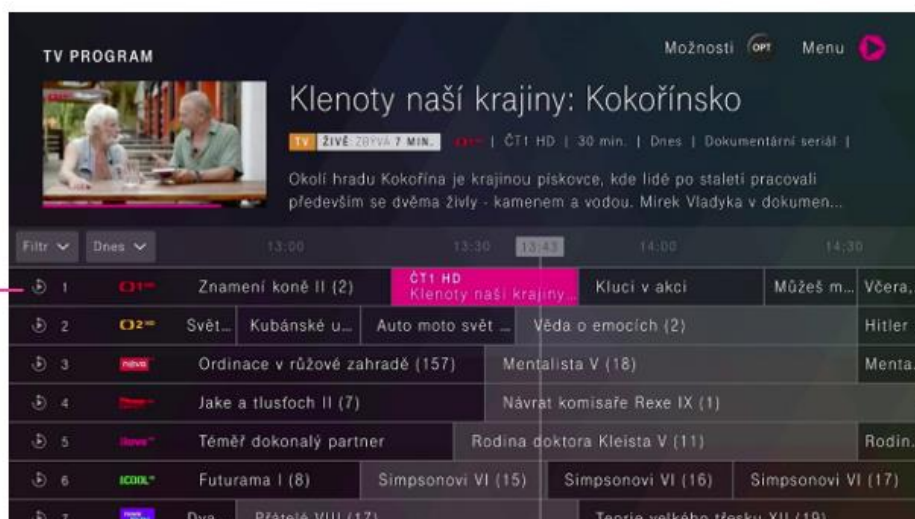 TV PROGRAM
Možnosti OPT Menu
Klenoty naší krajiny: Kokořínsko
TV ŽIVĚ ZBÝVÁ 7 MIN. | ČT1 HD | 30 min. | Dnes | Dokumentární seriál |
Okolí hradu Kokořína je krajinou pískovce, kde lidé po staletí pracovali
především se dvěma živly - kamenem a vodou. Mirek Vladyka v dokumen...
Filtr Dnes 13:00 13:30 13:43 14:00 14:30
1 Znamení koně II (2) ČT1 HD Klenoty naší krajiny... Kluci v akci Můžeš m... Včera,
2 Svět... Kubánské u... Auto moto svět ... Věda o emocích (2) Hitler
3 nova Ordinace v růžové zahradě (157) Mentalista V (18) Menta.
4 Jake a tlusťoch II (7) Návrat komisaře Rexe IX (1)
5 Téměř dokonalý partner Rodina doktora Kleista V (11) Rodin.
6 COOL Futurama I (8) Simpsonovi VI (15) Simpsonovi VI (16) Simpsonovi VI (17)
7 Dva Přátelé VIII (17) Teorie velkého třesku XII (19)